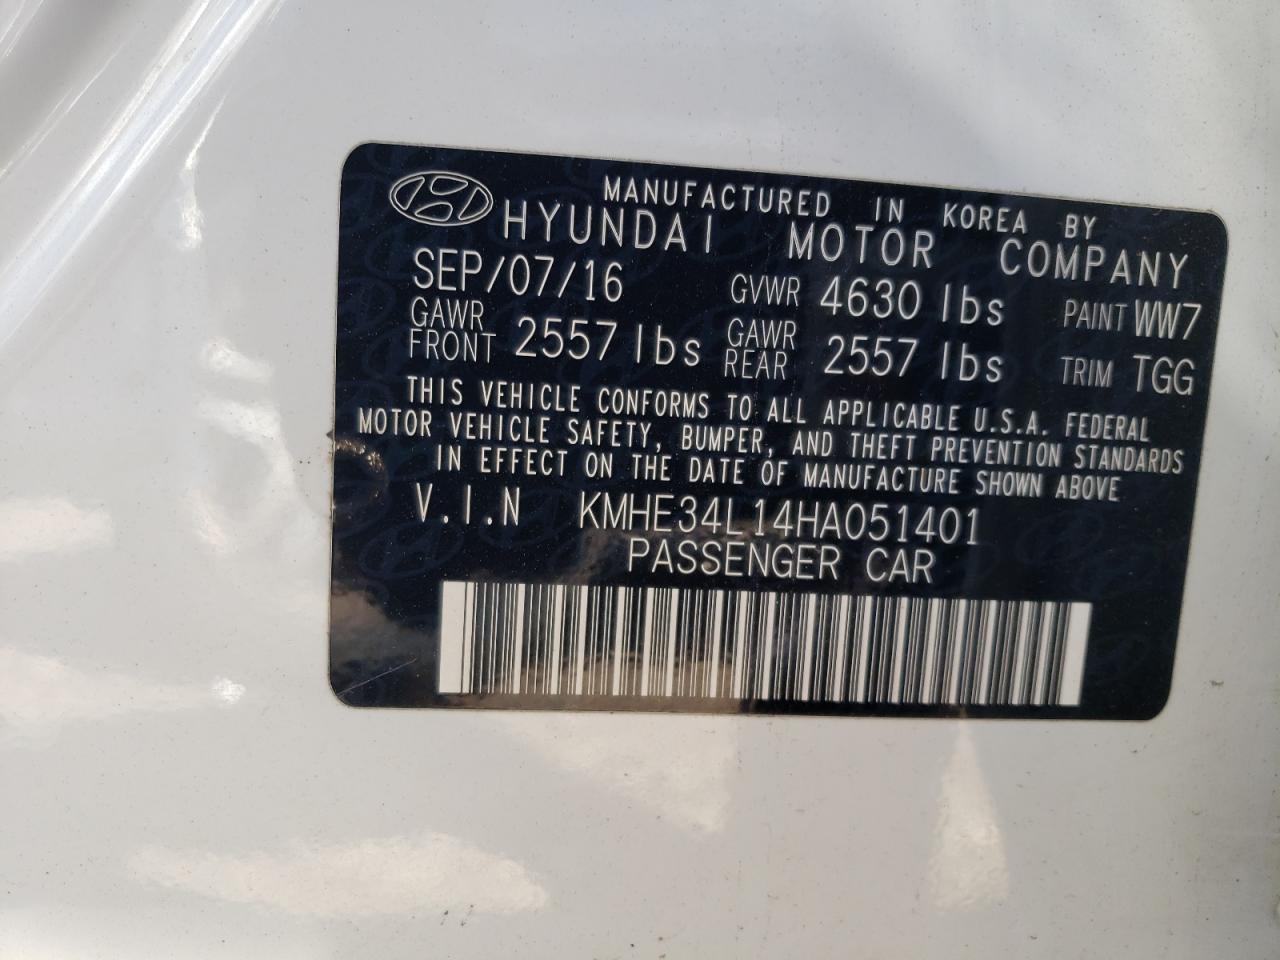 MANUFACTURED IN KOREA BY
HYUNDAI MOTOR COMPANY
SEP/07/16 GVWR 4630 lbs PAINT WW7
GAWR FRONT 2557 lbs GAWR REAR 2557 lbs TRIM TGG
THIS VEHICLE CONFORMS TO ALL APPLICABLE U.S.A. FEDERAL
MOTOR VEHICLE SAFETY, BUMPER, AND THEFT PREVENTION STANDARDS
IN EFFECT ON THE DATE OF MANUFACTURE SHOWN ABOVE
V.I.N KMHE34L14HA051401
PASSENGER CAR